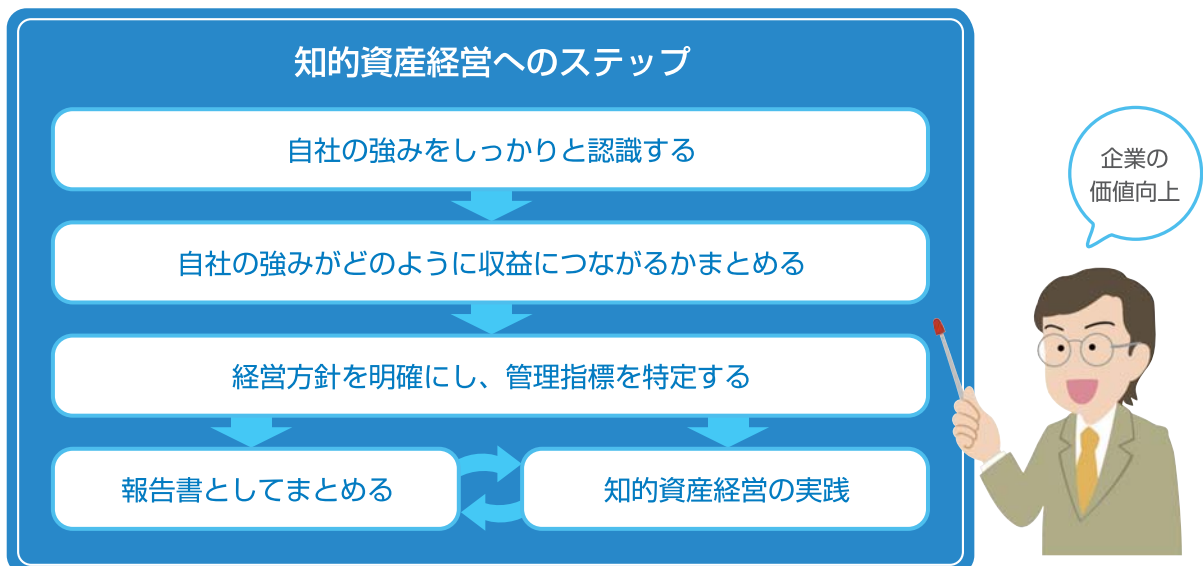 知的資産経営へのステップ
自社の強みをしっかりと認識する
企業の
価値向上
自社の強みがどのように収益につながるかまとめる
経営方針を明確にし、管理指標を特定する
報告書としてまとめる
知的資産経営の実践